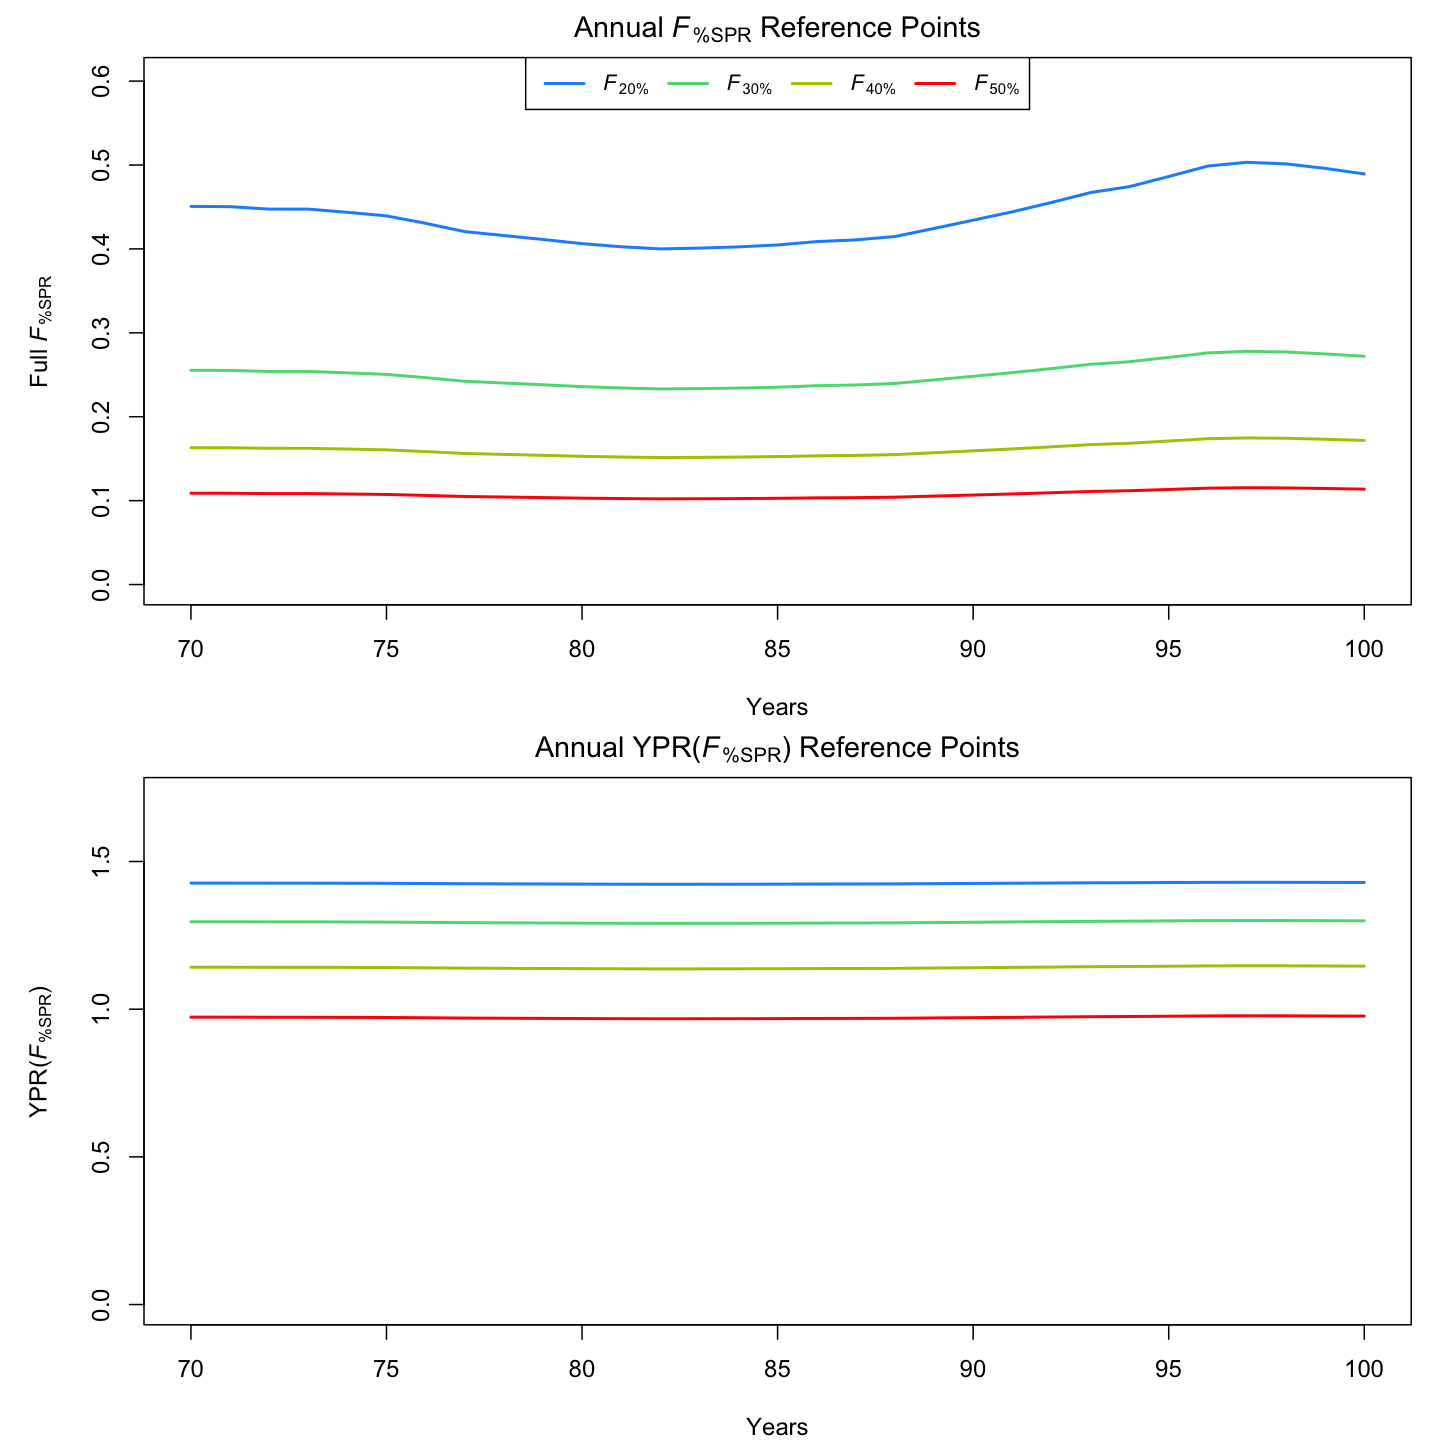 Annual F%SPR Reference Points
F20% F30% F40% F50%
Full F%SPR
0.6
0.5
0.4
0.3
0.2
0.1
0.0
70 75 80 85 90 95 100
Years
Annual YPR(F%SPR) Reference Points
YPR(F%SPR)
1.5
1.0
0.5
0.0
70 75 80 85 90 95 100
Years